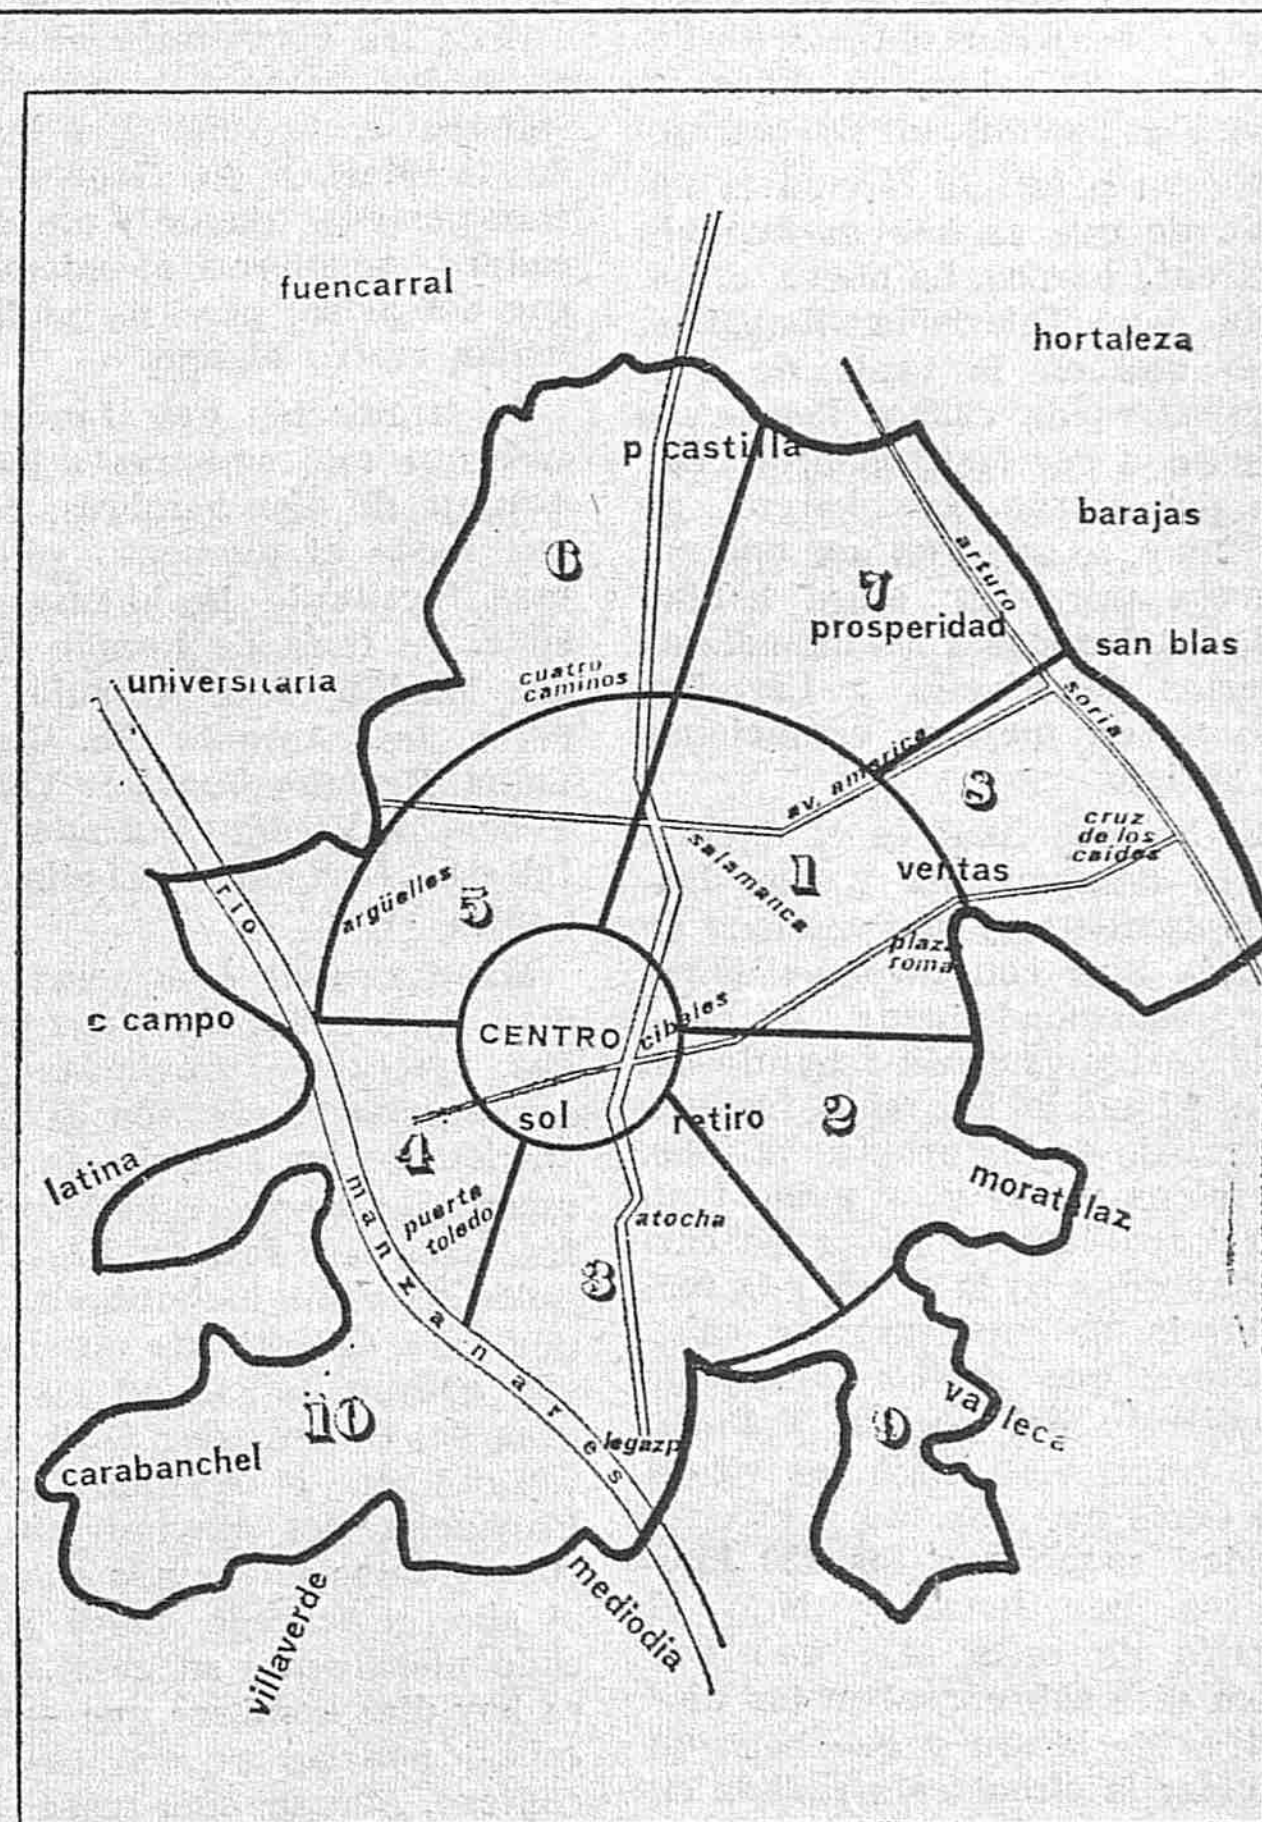 fuencarral
hortaleza
p castilla
barajas
6
arturo
7
prosperidad
san blas
cuatro
caminos
universitaria
soria
av. america
3
cruz
de los
caidos
salamanca
1
ventas
argüelles
5
rio
plaza
roma
c campo
CENTRO
cibeles
sol
retiro
2
4
latina
moratalaz
puerta
toledo
manzanares
atocha
8
10
9
legazpi
carabanchel
villaverde
mediodia